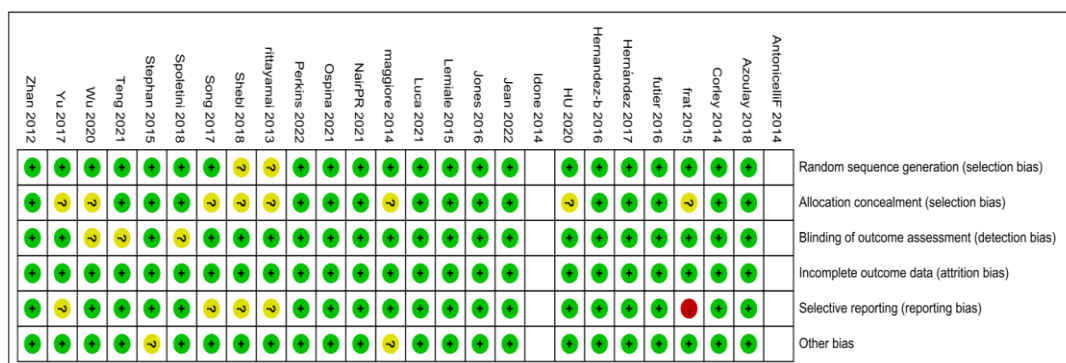 Zhan 2012
Yu 2017
Wu 2020
Teng 2021
Stephan 2015
Spoletini 2018
Song 2017
Shebl 2018
rittayamai 2013
Perkins 2022
Ospina 2021
NairPR 2021
maggiore 2014
Luca 2021
Lemiale 2015
Jones 2016
Jean 2022
Idone 2014
HU 2020
Hernandez-b 2016
Hernández 2017
futier 2016
frat 2015
Corley 2014
Azoulay 2018
AntonicelliF 2014
+ + + + + + + ? ? + + + + + + + + + + + + + + + Random sequence generation (selection bias)
+ ? ? + + + ? ? ? + + + ? + + + + ? + + + ? + + Allocation concealment (selection bias)
+ + ? ? + ? + + + + + + + + + + + + + + + + + + Blinding of outcome assessment (detection bias)
+ + + + + + + + + + + + + + + + + + + + + + + + Incomplete outcome data (attrition bias)
+ ? + + + + ? ? ? + + + + + + + + + + + + - + + Selective reporting (reporting bias)
+ + + + ? + + + + + + + ? + + + + + + + + + + + Other bias